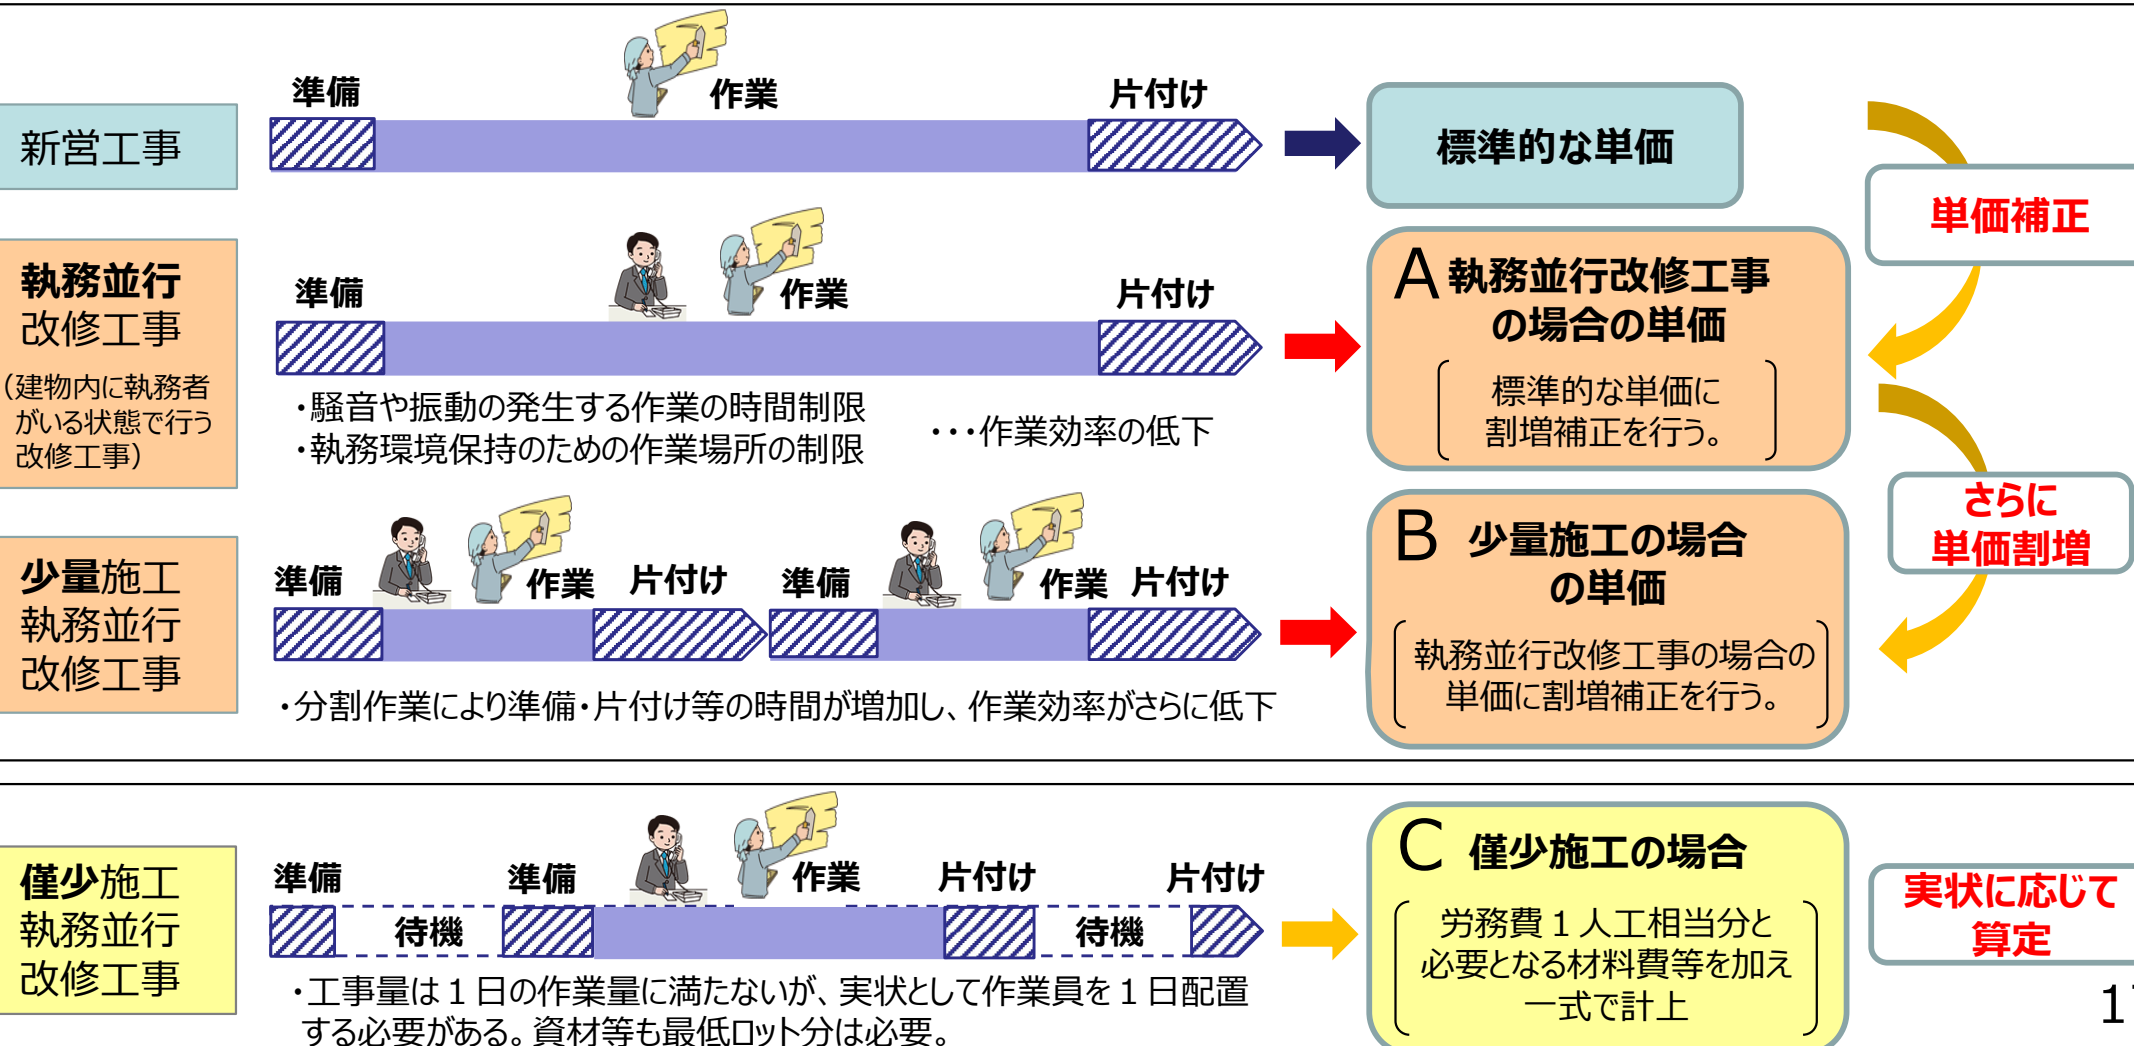 新営工事
準備
作業
片付け
標準的な単価
単価補正
執務並行
改修工事
（建物内に執務者
がいる状態で行う
改修工事）
準備
作業
片付け
・騒音や振動の発生する作業の時間制限
・執務環境保持のための作業場所の制限
・・・作業効率の低下
A 執務並行改修工事
の場合の単価
標準的な単価に
割増補正を行う。
さらに
単価割増
少量施工
執務並行
改修工事
準備
作業
片付け
準備
作業
片付け
・分割作業により準備・片付け等の時間が増加し、作業効率がさらに低下
B 少量施工の場合
の単価
執務並行改修工事の場合の
単価に割増補正を行う。
僅少施工
執務並行
改修工事
準備
待機
準備
作業
片付け
待機
片付け
・工事量は１日の作業量に満たないが、実状として作業員を１日配置
する必要がある。資材等も最低ロット分は必要。
C 僅少施工の場合
労務費１人工相当分と
必要となる材料費等を加え
一式で計上
実状に応じて
算定